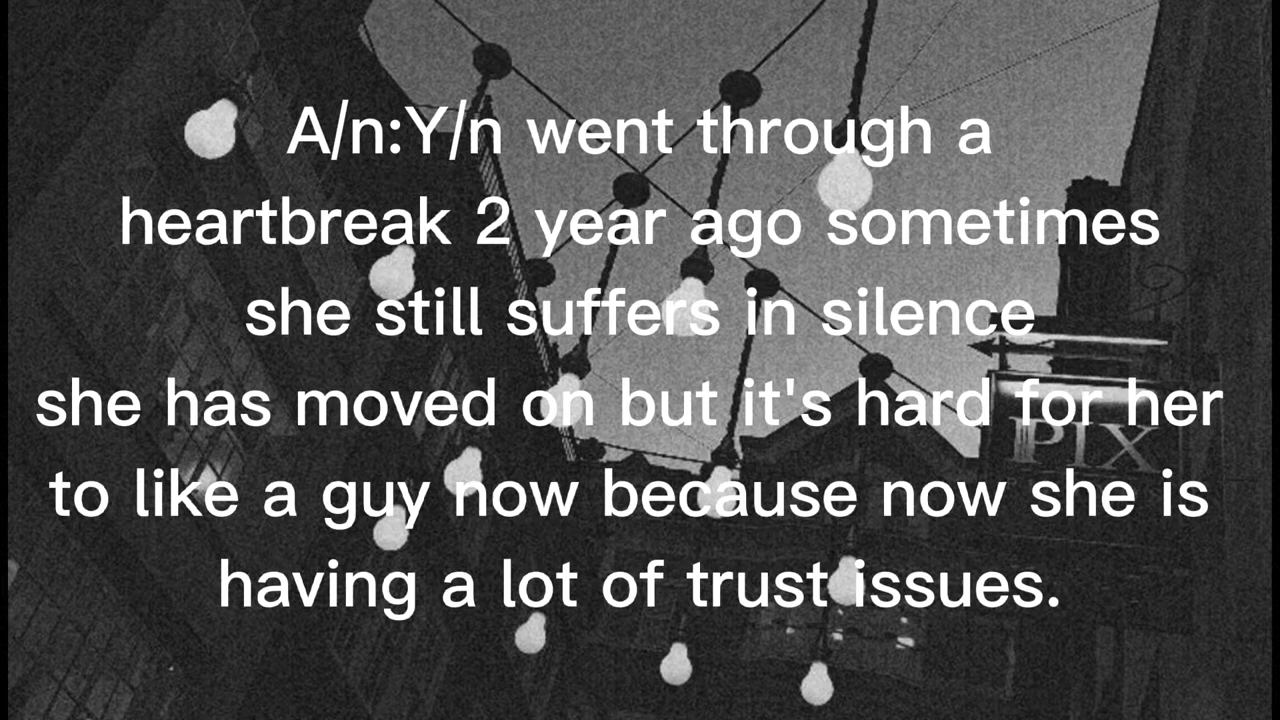 A/n:Y/n went through a
heartbreak 2 year ago sometimes
she still suffers in silence
she has moved on but it's hard for her
to like a guy now because now she is
having a lot of trust issues.
PIX